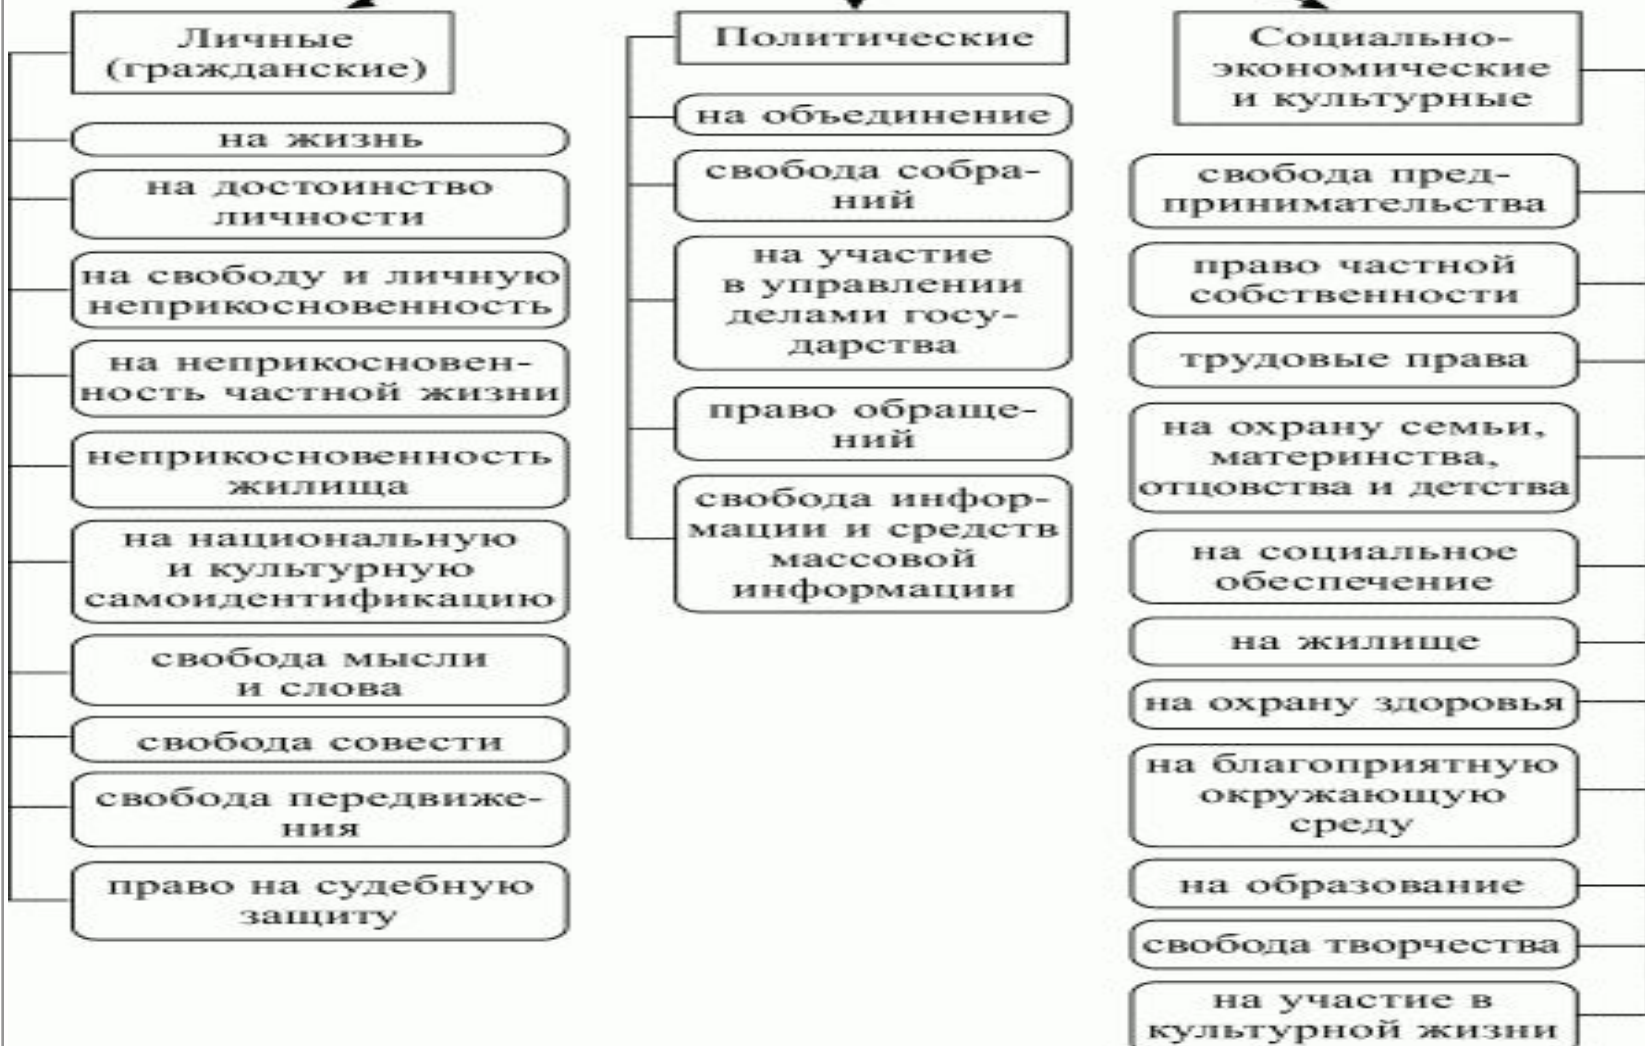 Личные
(гражданские)
на жизнь
на достоинство
личности
на свободу и личную
неприкосновенность
на неприкосновен-
ность частной жизни
неприкосновенность
жилища
на национальную
и культурную
самоидентификацию
свобода мысли
и слова
свобода совести
свобода передвиже-
ния
право на судебную
защиту
Политические
на объединение
свобода собра-
ний
на участие
в управлении
делами госу-
дарства
право обраще-
ний
свобода инфор-
мации и средств
массовой
информации
Социально-
экономические
и культурные
свобода пред-
принимательства
право частной
собственности
трудовые права
на охрану семьи,
материнства,
отцовства и детства
на социальное
обеспечение
на жилище
на охрану здоровья
на благоприятную
окружающую
среду
на образование
свобода творчества
на участие в
культурной жизни